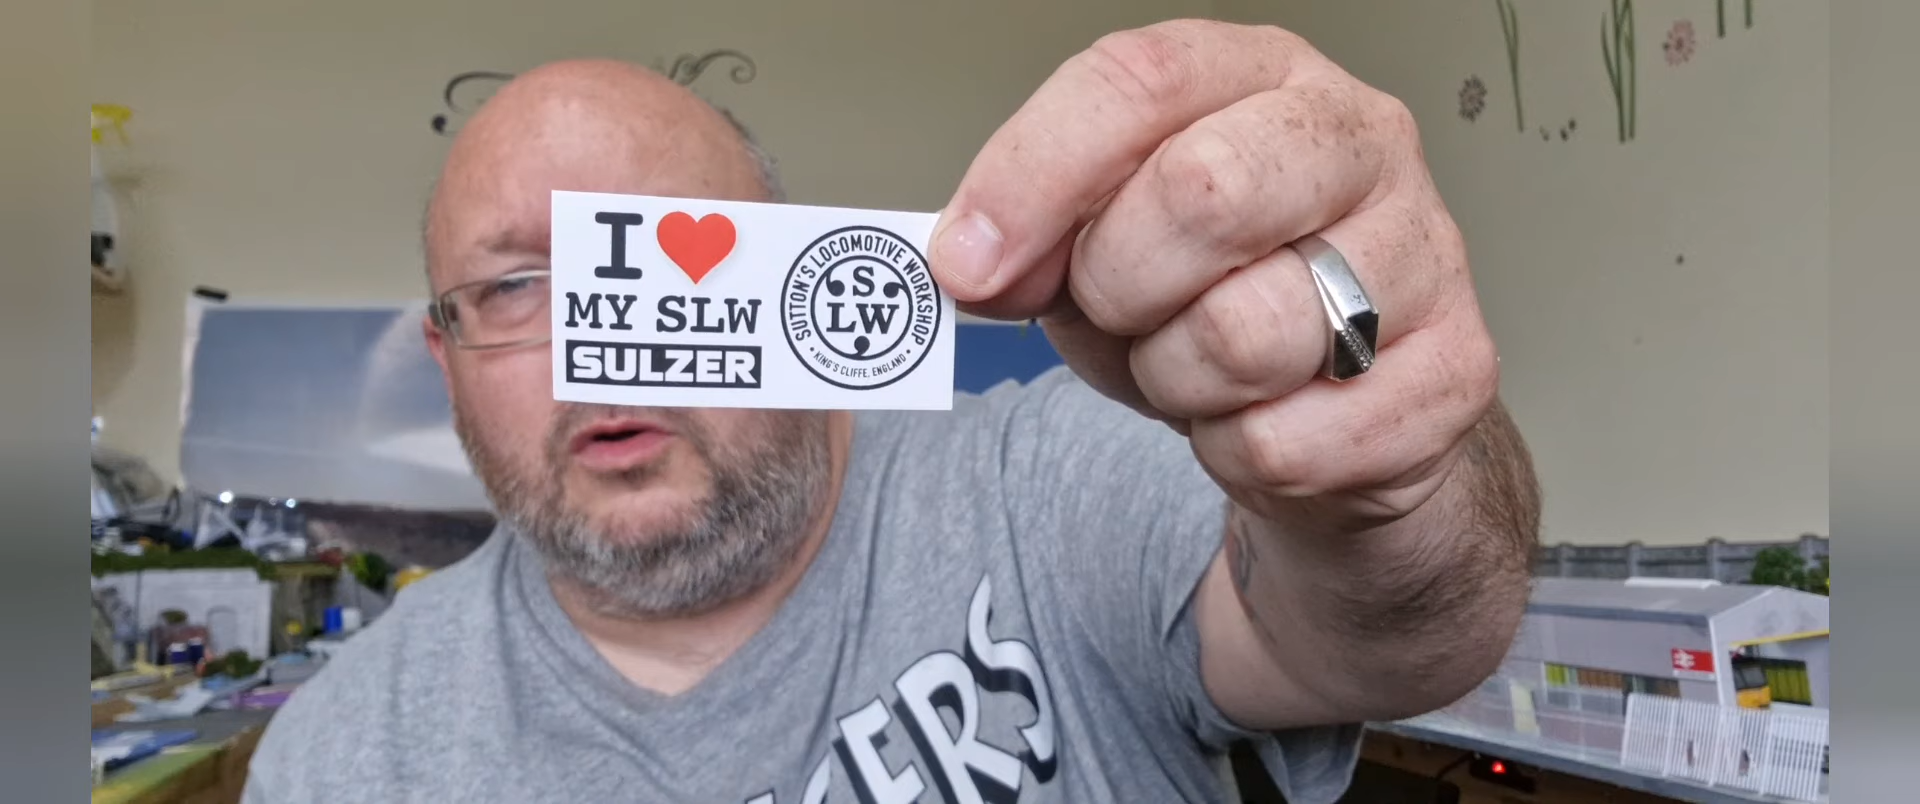 I ❤
MY SLW
SULZER
SUTTON'S LOCOMOTIVE WORKSHOP
S
LW
• KING'S CLIFFE, ENGLAND •